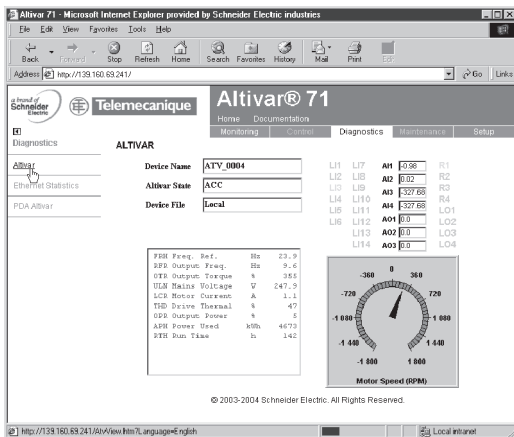 Altivar 71 - Microsoft Internet Explorer provided by Schneider Electric industries
File Edit View Favorites Tools Help
Back Forward Stop Refresh Home Search Favorites History Mail Print Edit
Address http://139.160.69.241/ Go Links
a brand of
Schneider
Electric
Telemecanique
Altivar® 71
Home Documentation
Monitoring Control Diagnostics Maintenance Setup
Diagnostics
Altivar
Ethernet Statistics
PDA Altivar
ALTIVAR
Device Name ATV_0004
Altivar State ACC
Device File Local
LI1 LI7 AI1 -0.98 R1
LI2 LI8 AI2 0.02 R2
LI3 LI9 AI3 -327.68 R3
LI4 LI10 AI4 -327.68 R4
LI5 LI11 AO1 0.0 LO1
LI6 LI12 AO2 0.0 LO2
LI13 AO3 0.0 LO3
LI14 LO4
FRH Freq. Ref. Hz 23.9
RFR Output Freq. Hz 9.6
OTR Output Torque % 355
ULN Mains Voltage V 247.9
LCR Motor Current A 1.1
THD Drive Thermal % 47
OPR Output Power % 5
APH Power Used kWh 4673
RTH Run Time h 142
-360 0 360
-720 720
-1 080 1 080
-1 440 1 440
-1 800 1 800
Motor Speed (RPM)
© 2003-2004 Schneider Electric. All Rights Reserved.
http://139.160.69.241/AtvView.htm?Language=English Local intranet